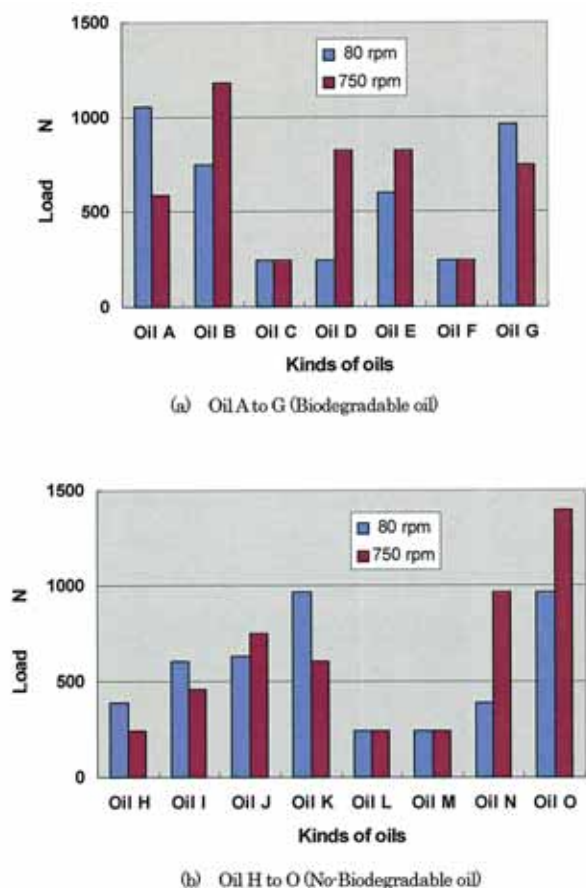 1500
80 rpm
750 rpm
1000
Load N
500
0
Oil A Oil B Oil C Oil D Oil E Oil F Oil G
Kinds of oils
(a) Oil A to G (Biodegradable oil)
1500
80 rpm
750 rpm
1000
Load N
500
0
Oil H Oil I Oil J Oil K Oil L Oil M Oil N Oil O
Kinds of oils
(b) Oil H to O (No-Biodegradable oil)